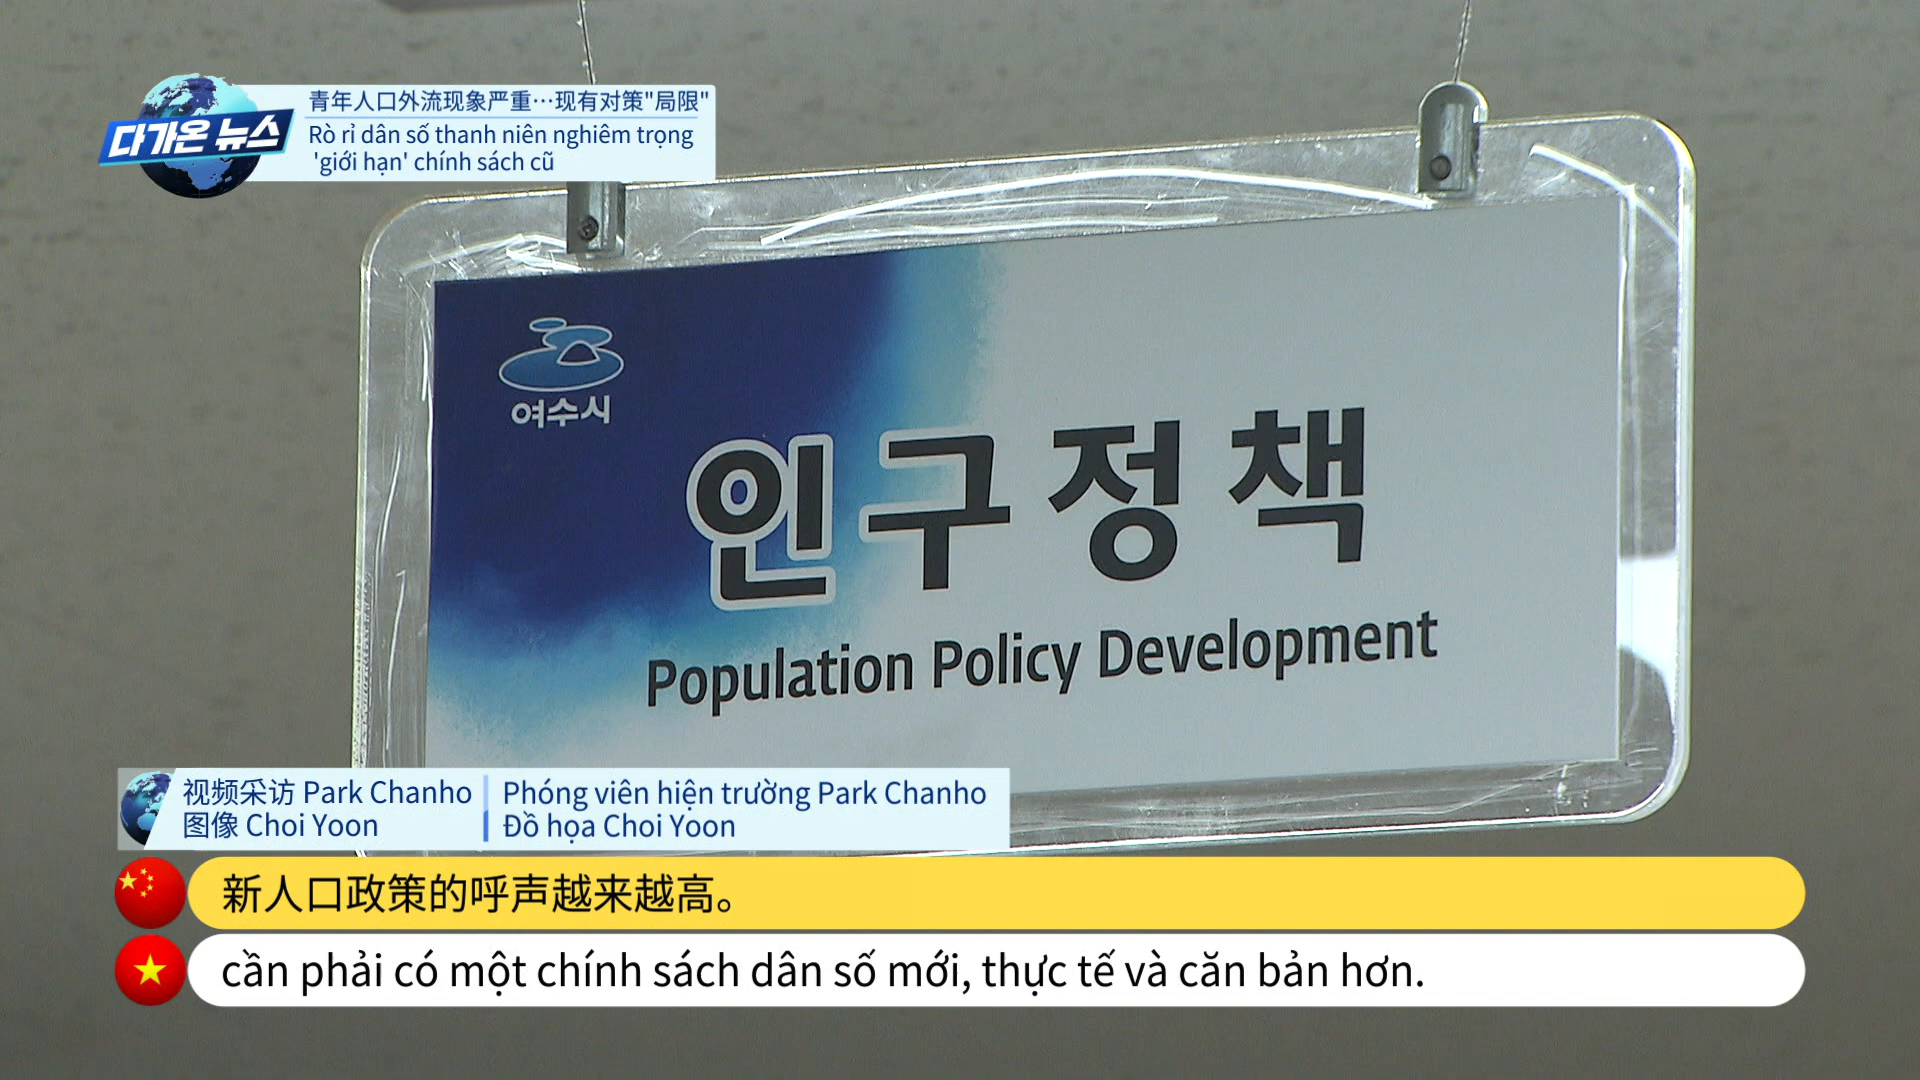 다가온 뉴스
青年人口外流现象严重…现有对策"局限"
Rò rỉ dân số thanh niên nghiêm trọng
'giới hạn' chính sách cũ
여수시
인구정책
Population Policy Development
视频采访 Park Chanho
图像 Choi Yoon
Phóng viên hiện trường Park Chanho
Đồ họa Choi Yoon
新人口政策的呼声越来越高。
cần phải có một chính sách dân số mới, thực tế và căn bản hơn.